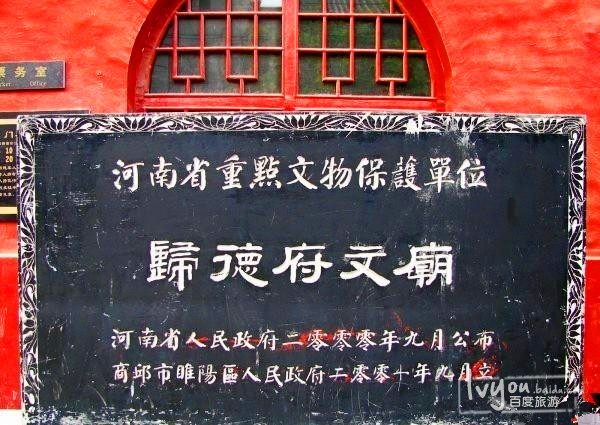 票务室
Office
门
10
20
河南省重點文物保護單位
歸德府文廟
河南省人民政府二零零零年九月公布
商邱市睢陽區人民政府二零零十年九月立
lvyou.baidu.c
百度旅游